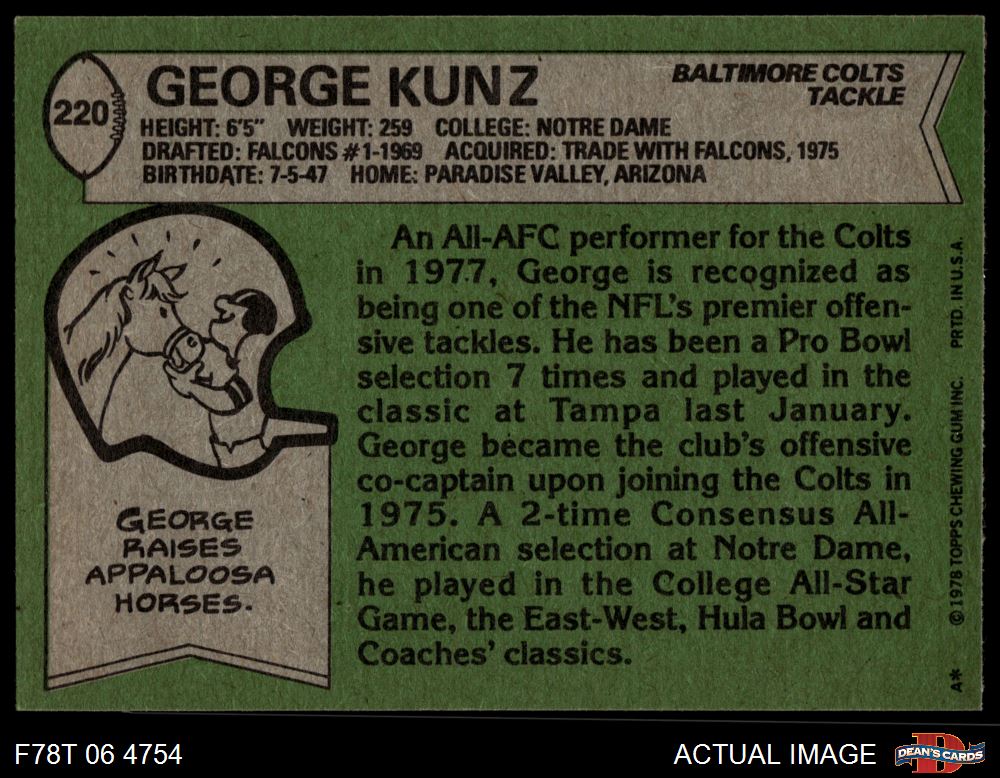 220
GEORGE KUNZ
BALTIMORE COLTS
TACKLE
HEIGHT: 6'5" WEIGHT: 259 COLLEGE: NOTRE DAME
DRAFTED: FALCONS #1-1969 ACQUIRED: TRADE WITH FALCONS, 1975
BIRTHDATE: 7-5-47 HOME: PARADISE VALLEY, ARIZONA
An All-AFC performer for the Colts
in 1977, George is recognized as
being one of the NFL's premier offen-
sive tackles. He has been a Pro Bowl
selection 7 times and played in the
classic at Tampa last January.
George became the club's offensive
co-captain upon joining the Colts in
1975. A 2-time Consensus All-
American selection at Notre Dame,
he played in the College All-Star
Game, the East-West, Hula Bowl and
Coaches' classics.
GEORGE
RAISES
APPALOOSA
HORSES.
A* ©1978 TOPPS CHEWING GUM INC. PRTD. IN U.S.A.
F78T 06 4754
ACTUAL IMAGE
D
DEAN'S CARDS